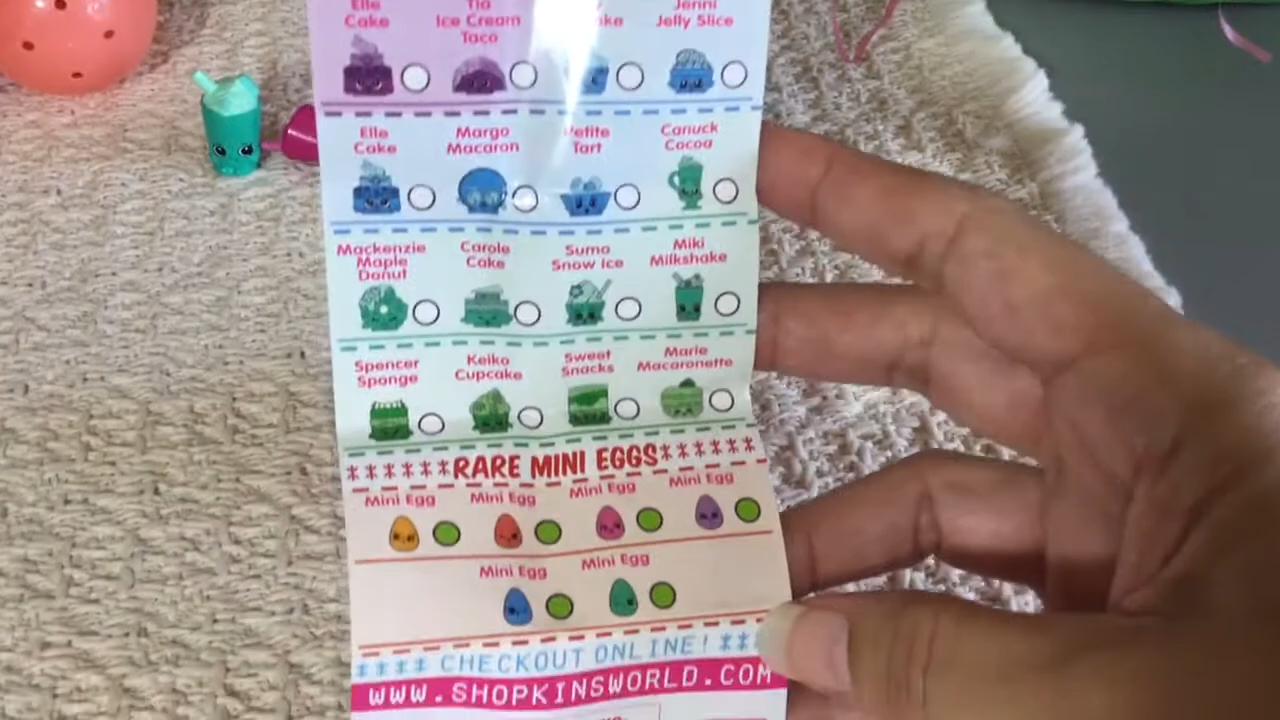 Elle Cake
Tia Ice Cream Taco
Jenni Jelly Slice
Elle Cake
Margo Macaron
Petite Tart
Canuck Cocoa
Mackenzie Maple Donut
Carole Cake
Suma Snow Ice
Miki Milkshake
Spencer Sponge
Keiko Cupcake
Sweet Snacks
Marie Macaronette
******RARE MINI EGGS******
Mini Egg
Mini Egg
Mini Egg
Mini Egg
Mini Egg
Mini Egg
**** CHECKOUT ONLINE! ***
WWW.SHOPKINSWORLD.COM